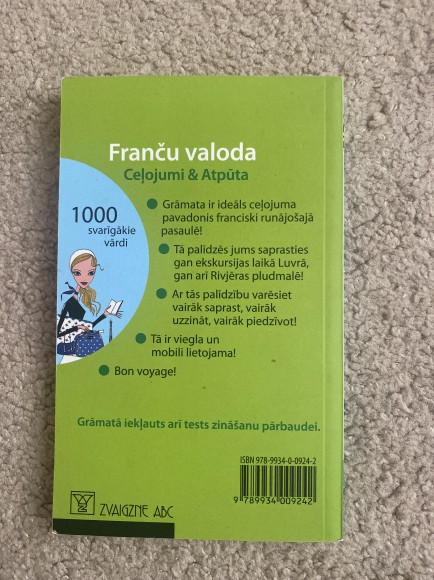 Franču valoda
Ceļojumi & Atpūta
1000
svarīgākie
vārdi
Grāmata ir ideāls ceļojuma
pavadonis franciski runājošajā
pasaulē!
Tā palīdzēs jums saprasties
gan ekskursijas laikā Luvrā,
gan arī Rivjēras pludmalē!
Ar tās palīdzību varēsiet
vairāk saprast, vairāk
uzzināt, vairāk piedzīvot!
Tā ir viegla un
mobili lietojama!
Bon voyage!
Grāmatā iekļauts arī tests zināšanu pārbaudei.
ISBN 978-9934-0-0924-2
9 789934 009242
ZVAIGZNE ABC